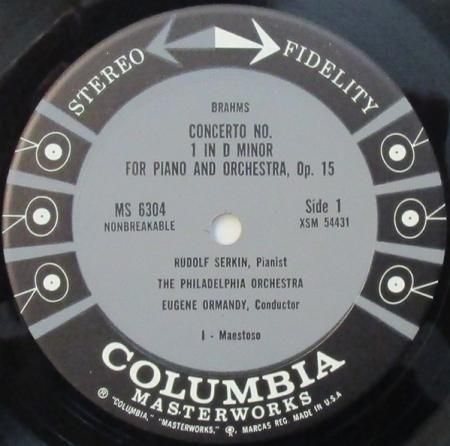 STEREO FIDELITY
BRAHMS
CONCERTO NO.
1 IN D MINOR
FOR PIANO AND ORCHESTRA, Op. 15
MS 6304
NONBREAKABLE
Side 1
XSM 54431
RUDOLF SERKIN, Pianist
THE PHILADELPHIA ORCHESTRA
EUGENE ORMANDY, Conductor
I - Maestoso
COLUMBIA
MASTERWORKS
® "COLUMBIA," "MASTERWORKS," MARCAS REG. MADE IN U.S.A